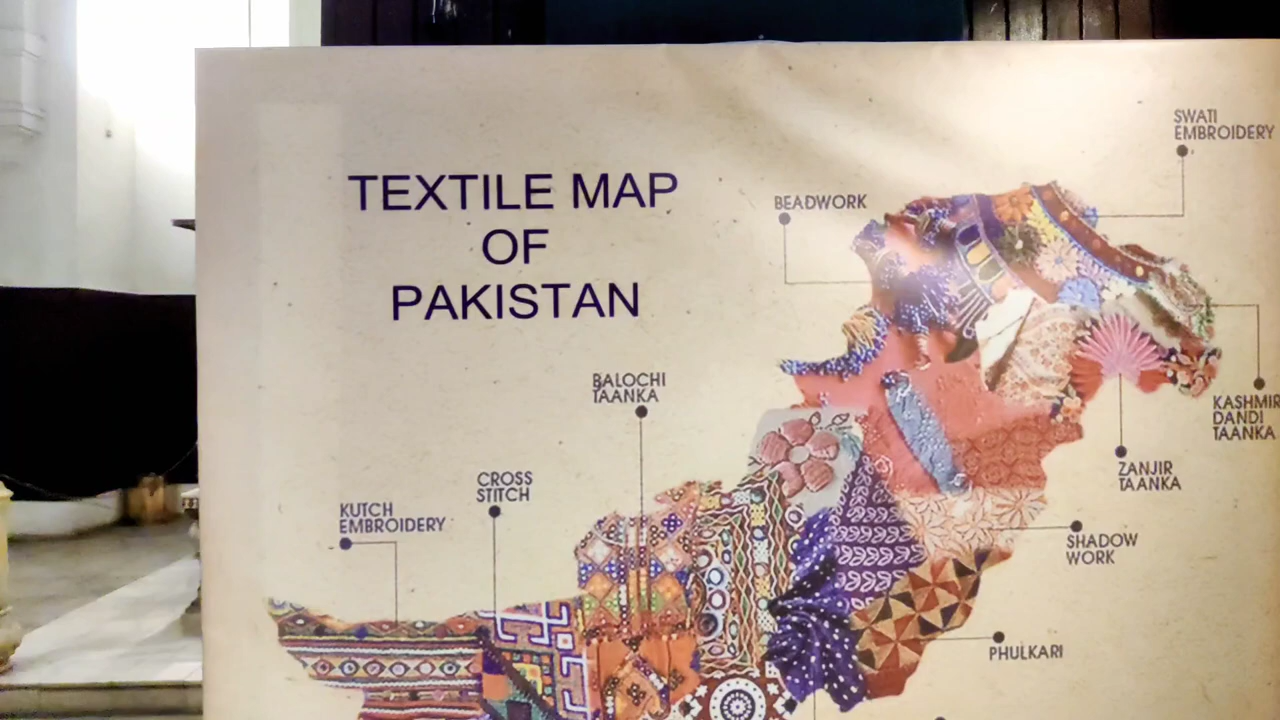 TEXTILE MAP
OF
PAKISTAN
SWATI
EMBROIDERY
BEADWORK
BALOCHI
TAANKA
KASHMIR
DANDI
TAANKA
CROSS
STITCH
ZANJIR
TAANKA
KUTCH
EMBROIDERY
SHADOW
WORK
PHULKARI